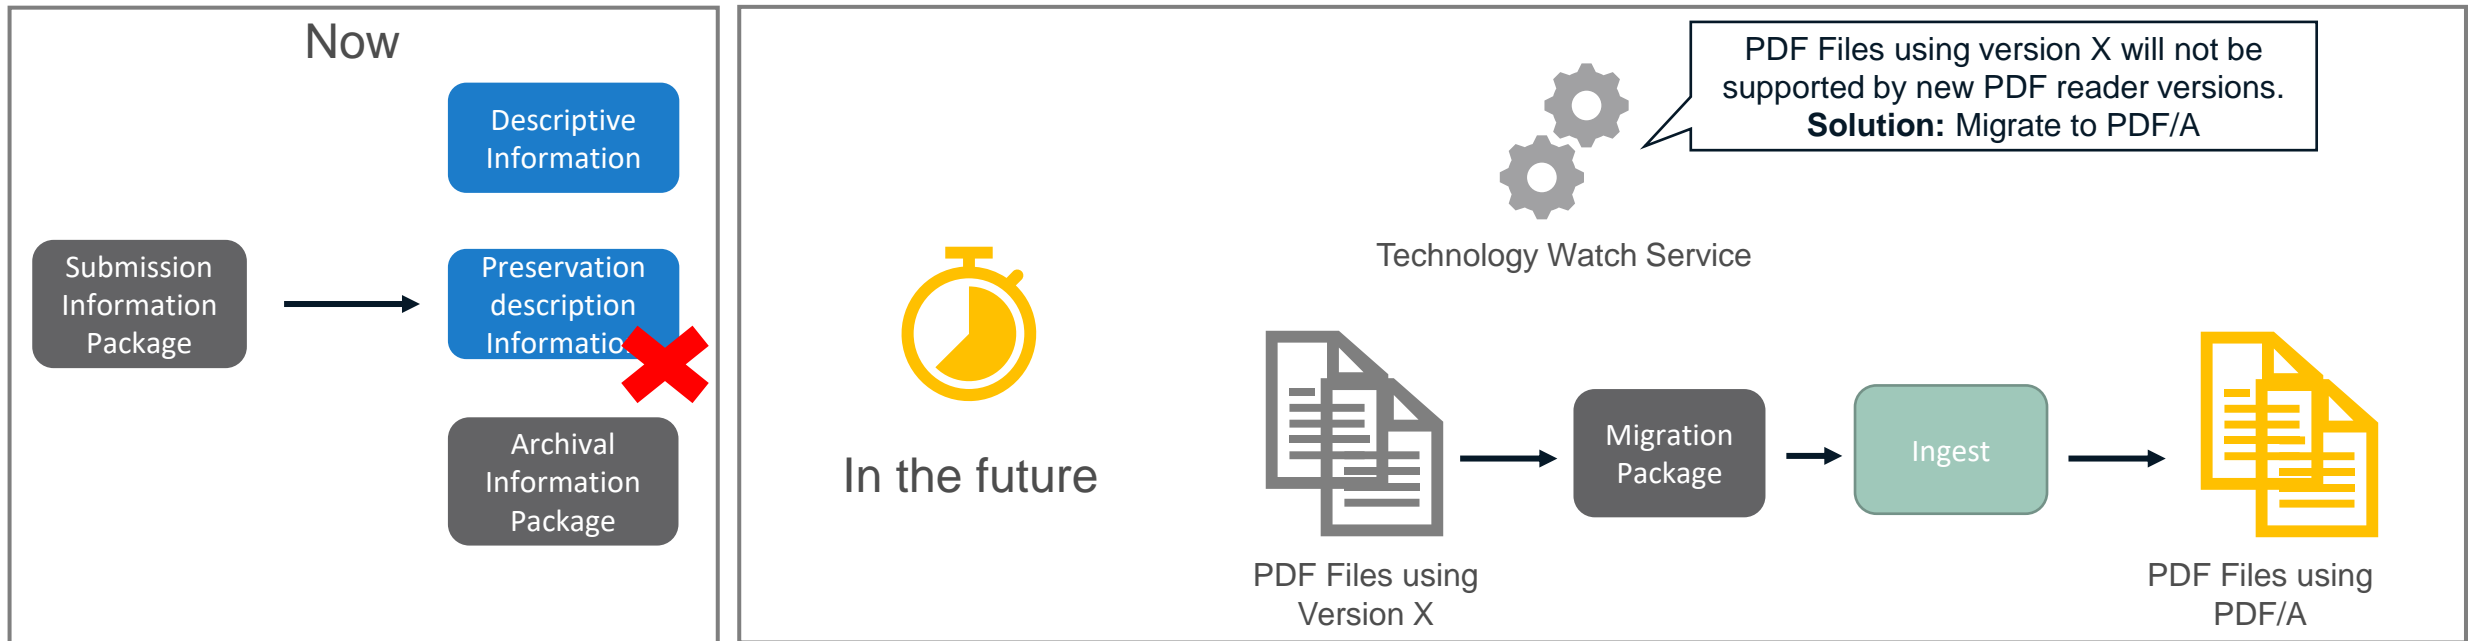 Now
Descriptive
Information
Submission
Information
Package
Preservation
description
Information
Archival
Information
Package
PDF Files using version X will not be
supported by new PDF reader versions.
Solution: Migrate to PDF/A
Technology Watch Service
In the future
Migration
Package
Ingest
PDF Files using
Version X
PDF Files using
PDF/A